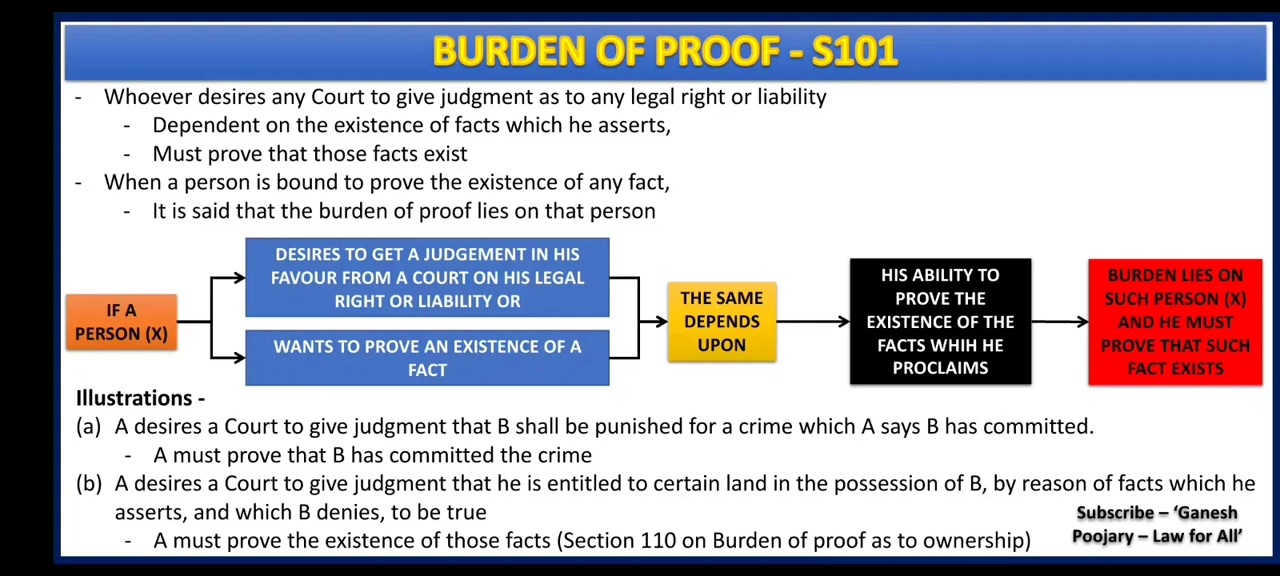 BURDEN OF PROOF - S101
- Whoever desires any Court to give judgment as to any legal right or liability
- Dependent on the existence of facts which he asserts,
- Must prove that those facts exist
- When a person is bound to prove the existence of any fact,
- It is said that the burden of proof lies on that person
IF A
PERSON (X)
DESIRES TO GET A JUDGEMENT IN HIS
FAVOUR FROM A COURT ON HIS LEGAL
RIGHT OR LIABILITY OR
WANTS TO PROVE AN EXISTENCE OF A
FACT
THE SAME
DEPENDS
UPON
HIS ABILITY TO
PROVE THE
EXISTENCE OF THE
FACTS WHIH HE
PROCLAIMS
BURDEN LIES ON
SUCH PERSON (X)
AND HE MUST
PROVE THAT SUCH
FACT EXISTS
Illustrations -
(a) A desires a Court to give judgment that B shall be punished for a crime which A says B has committed.
- A must prove that B has committed the crime
(b) A desires a Court to give judgment that he is entitled to certain land in the possession of B, by reason of facts which he
asserts, and which B denies, to be true
- A must prove the existence of those facts (Section 110 on Burden of proof as to ownership)
Subscribe – ‘Ganesh
Poojary – Law for All’